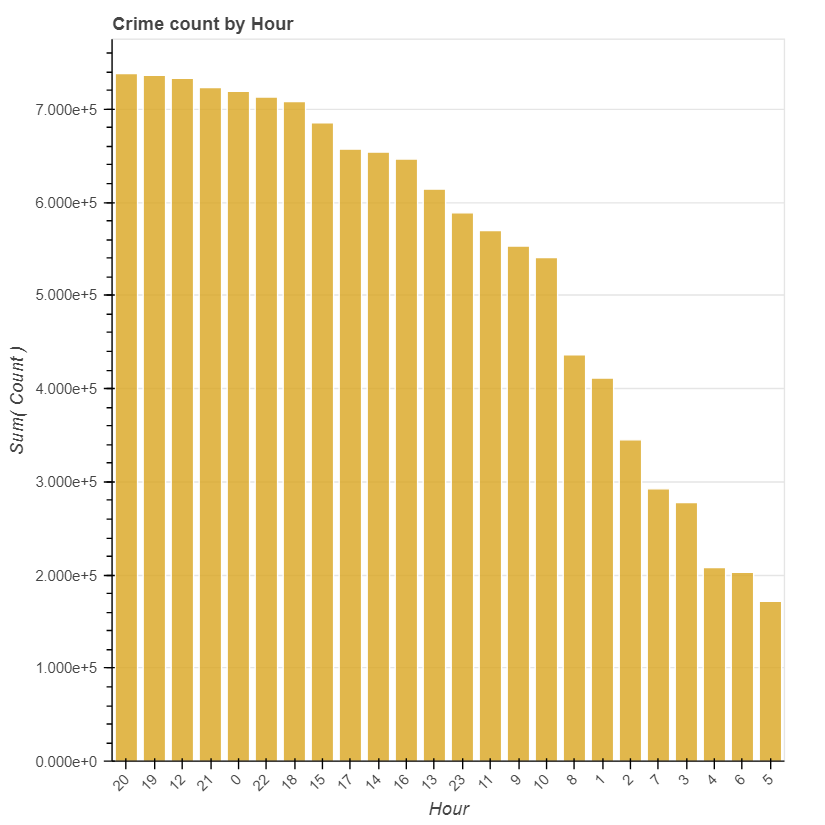 Crime count by Hour
7.000e+5
6.000e+5
5.000e+5
4.000e+5
3.000e+5
2.000e+5
1.000e+5
0.000e+0
Sum( Count )
20 19 12 21 0 22 18 15 17 14 16 13 23 11 9 10 8 1 2 7 3 4 6 5
Hour